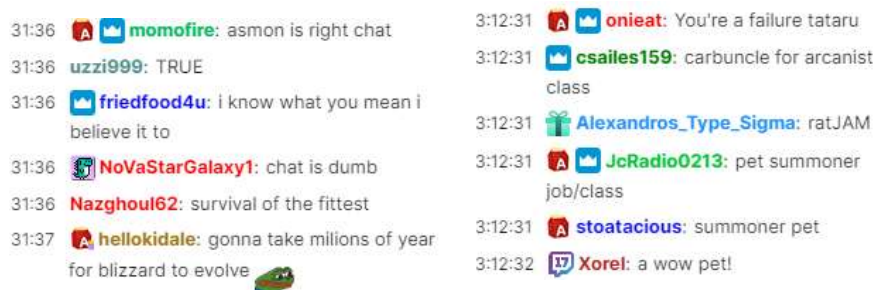 31:36 momofire: asmon is right chat
31:36 uzzi999: TRUE
31:36 friedfood4u: i know what you mean i
believe it to
31:36 NoVaStarGalaxy1: chat is dumb
31:36 Nazghoul62: survival of the fittest
31:37 hellokidale: gonna take milions of year
for blizzard to evolve
3:12:31 onieat: You're a failure tataru
3:12:31 csailes159: carbuncle for arcanist
class
3:12:31 Alexandros_Type_Sigma: ratJAM
3:12:31 JcRadio0213: pet summoner
job/class
3:12:31 stoatacious: summoner pet
3:12:32 17 Xorel: a wow pet!